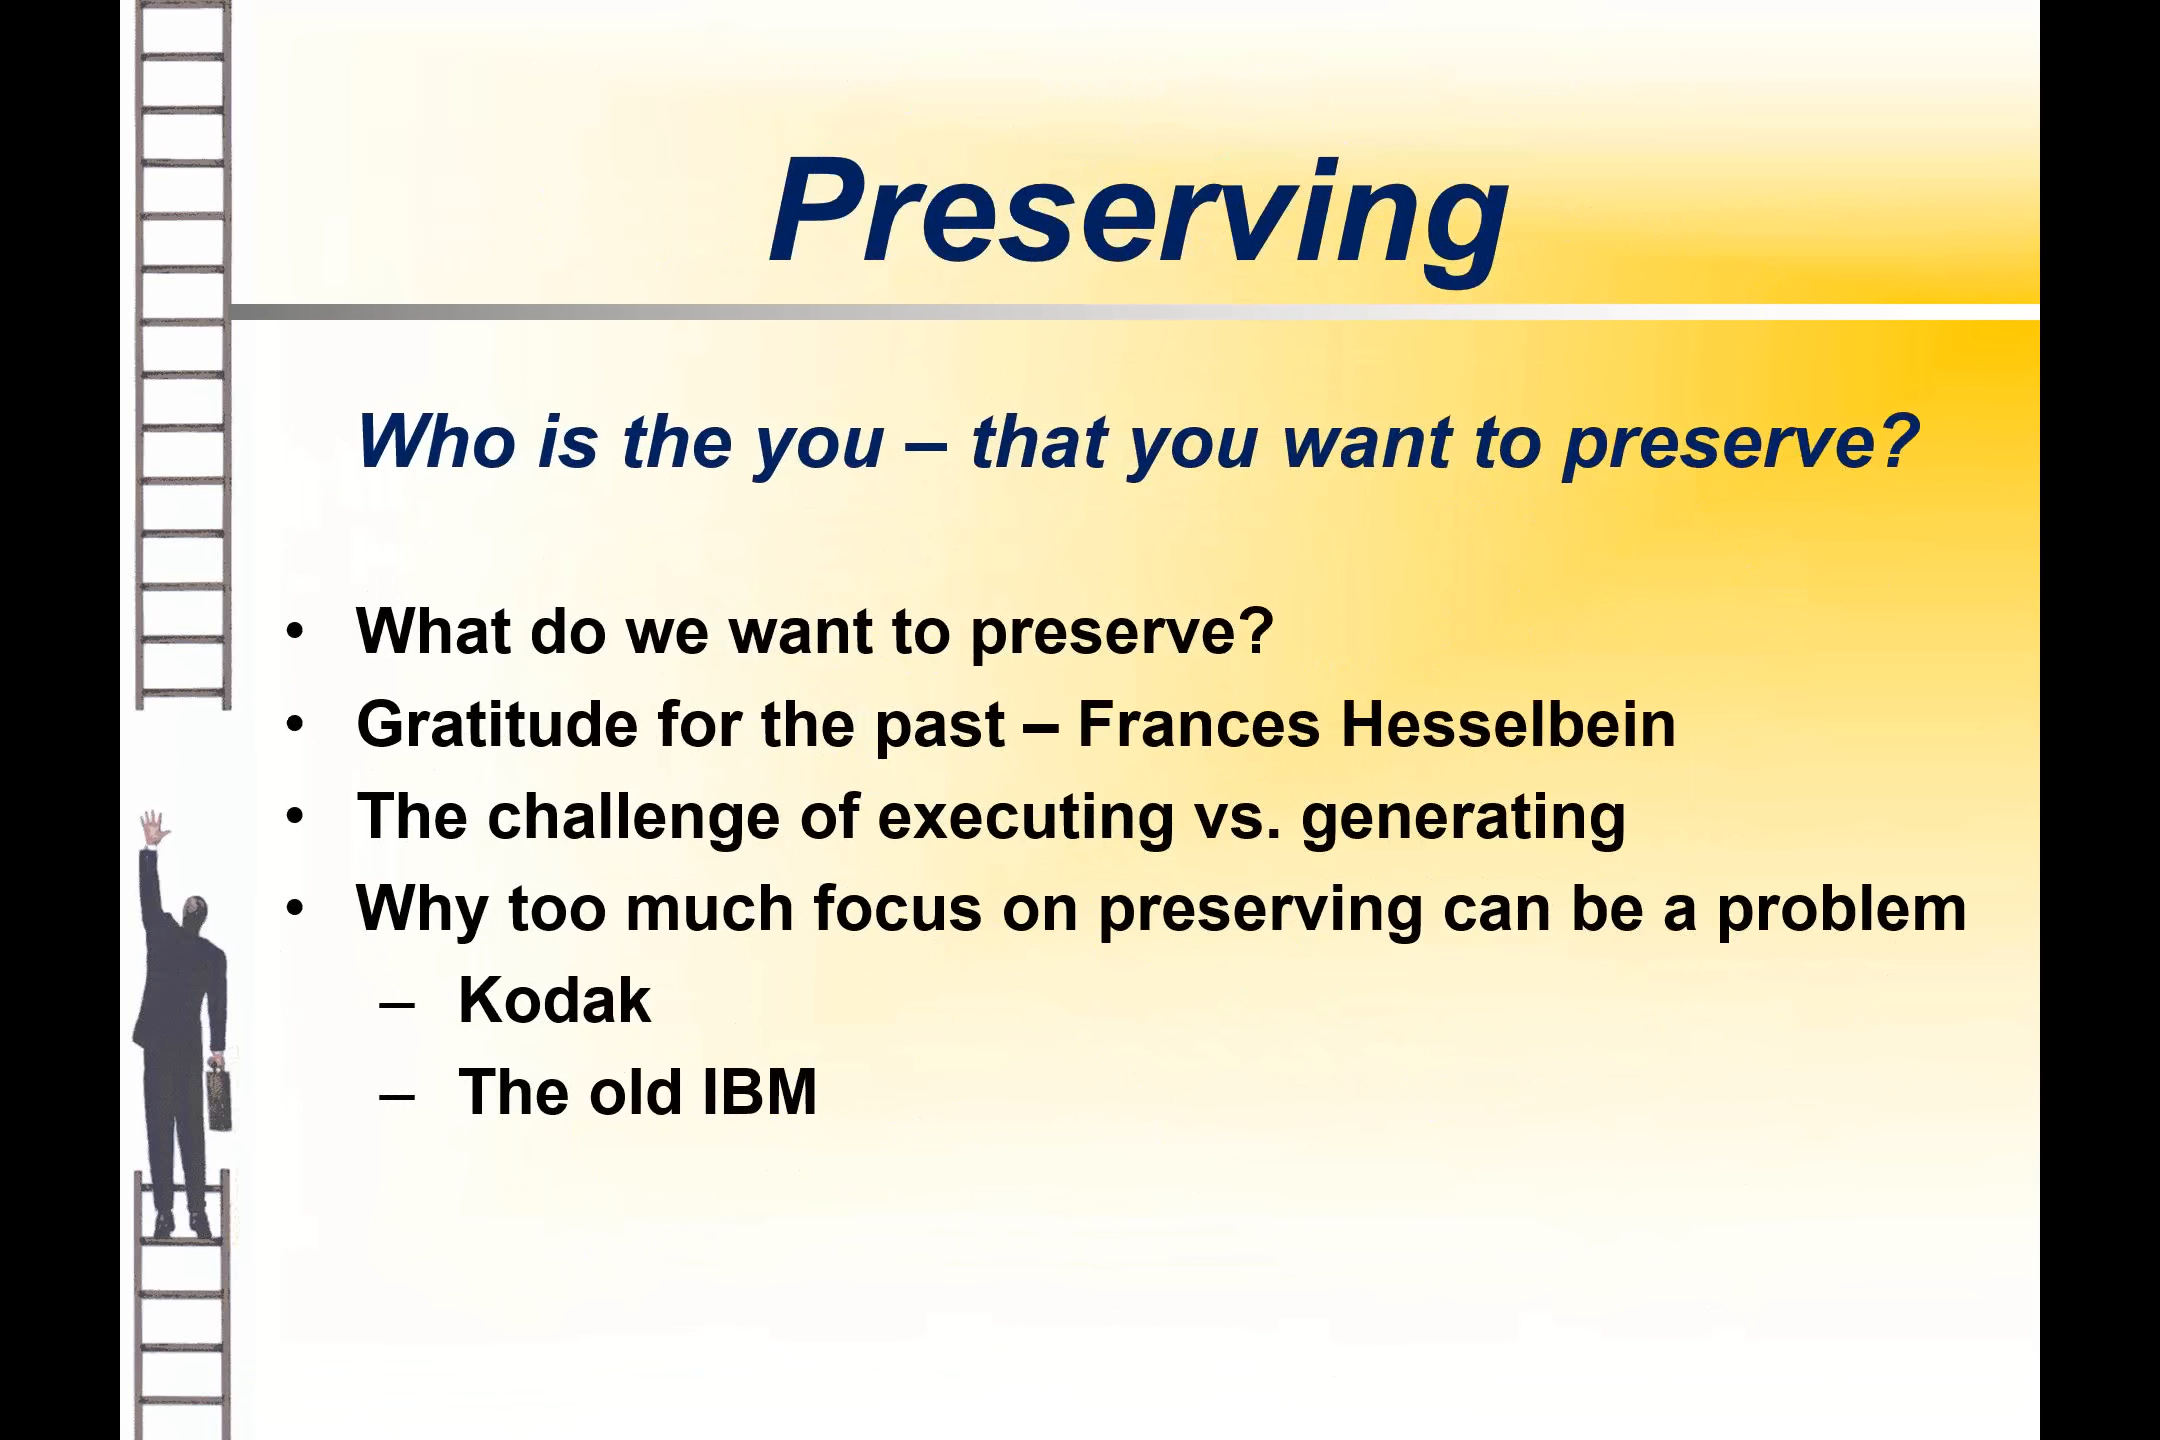 Preserving
Who is the you – that you want to preserve?
• What do we want to preserve?
• Gratitude for the past – Frances Hesselbein
• The challenge of executing vs. generating
• Why too much focus on preserving can be a problem
– Kodak
– The old IBM